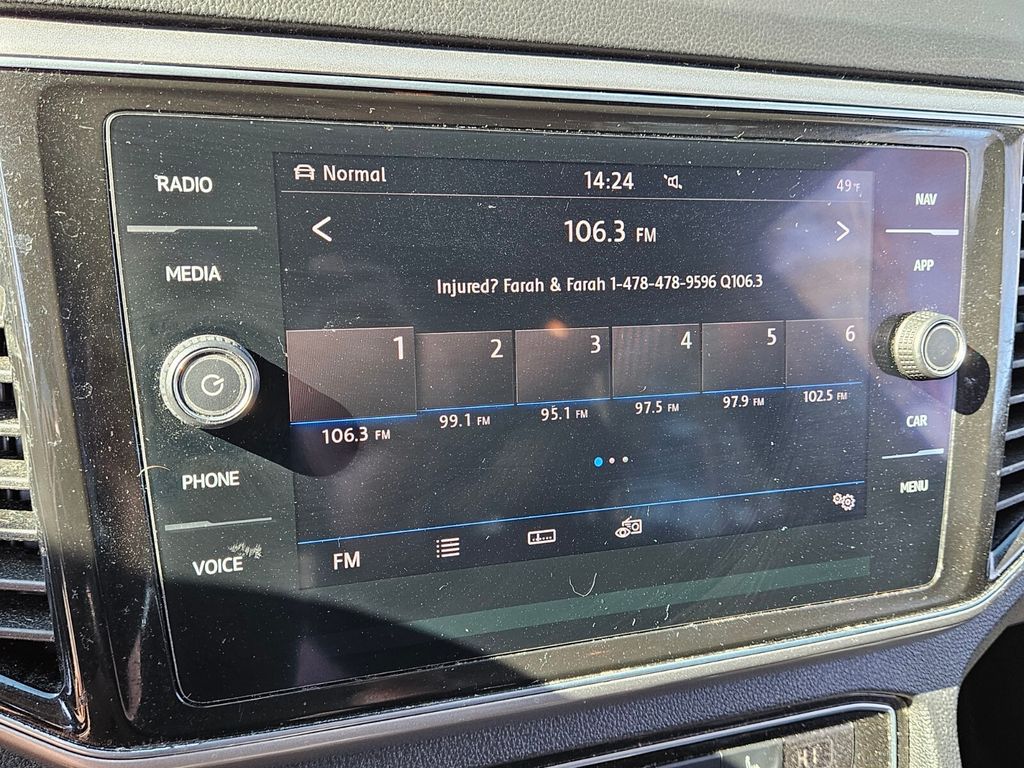 RADIO
MEDIA
PHONE
VOICE
Normal
14:24
49°F
106.3 FM
Injured? Farah & Farah 1-478-478-9596 Q106.3
1 2 3 4 5 6
106.3 FM 99.1 FM 95.1 FM 97.5 FM 97.9 FM 102.5 FM
FM
NAV
APP
CAR
MENU